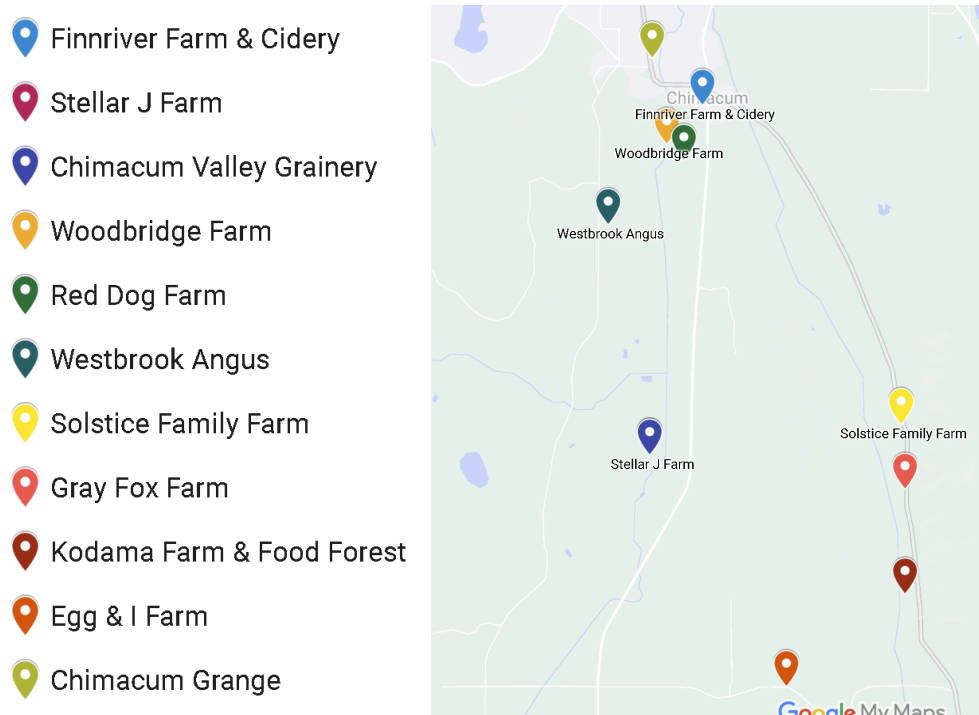 Finnriver Farm & Cidery
Stellar J Farm
Chimacum Valley Grainery
Woodbridge Farm
Red Dog Farm
Westbrook Angus
Solstice Family Farm
Gray Fox Farm
Kodama Farm & Food Forest
Egg & I Farm
Chimacum Grange
Chimacum
Finnriver Farm & Cidery
Woodbridge Farm
Westbrook Angus
Solstice Family Farm
Stellar J Farm
Google My Maps